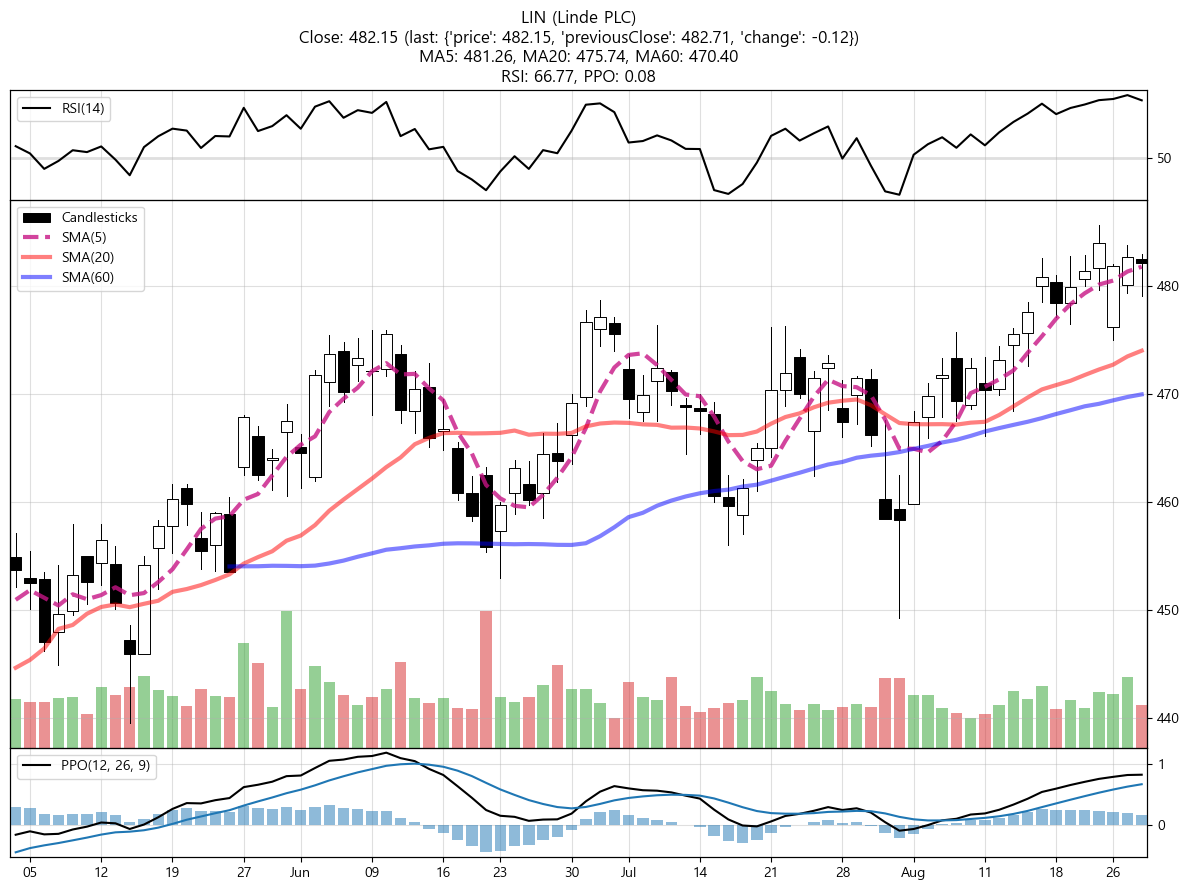 LIN (Linde PLC)
Close: 482.15 (last: {'price': 482.15, 'previousClose': 482.71, 'change': -0.12})
MA5: 481.26, MA20: 475.74, MA60: 470.40
RSI: 66.77, PPO: 0.08
RSI(14)
50
Candlesticks
SMA(5)
SMA(20)
SMA(60)
480
470
460
450
440
PPO(12, 26, 9)
1
0
05 12 19 27 Jun 09 16 23 30 Jul 14 21 28 Aug 11 18 26